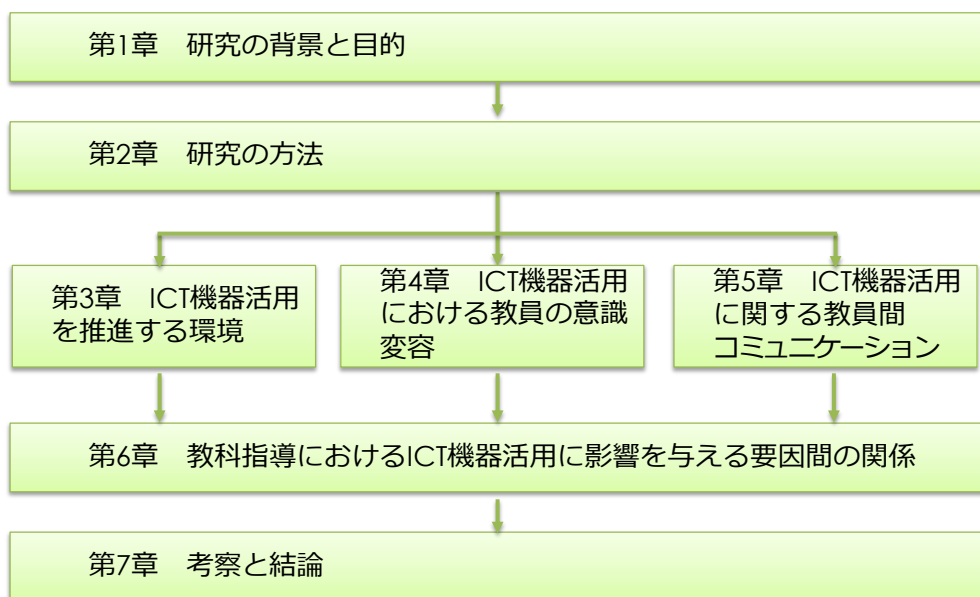 第1章　研究の背景と目的
第2章　研究の方法
第3章　ICT機器活用
を推進する環境
第4章　ICT機器活用
における教員の意識
変容
第5章　ICT機器活用
に関する教員間
コミュニケーション
第6章　教科指導におけるICT機器活用に影響を与える要因間の関係
第7章　考察と結論